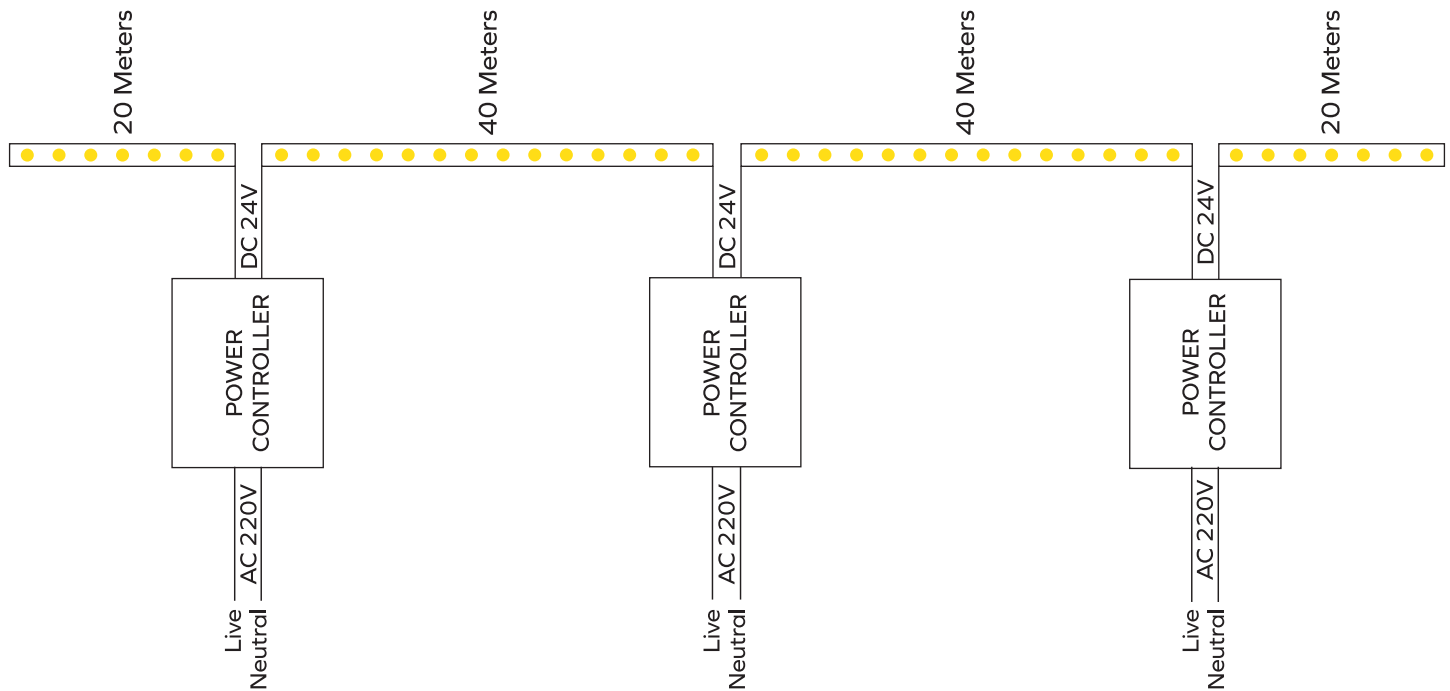 20 Meters
40 Meters
40 Meters
20 Meters
DC 24V
DC 24V
DC 24V
POWER
CONTROLLER
POWER
CONTROLLER
POWER
CONTROLLER
AC 220V
AC 220V
AC 220V
Live
Neutral
Live
Neutral
Live
Neutral